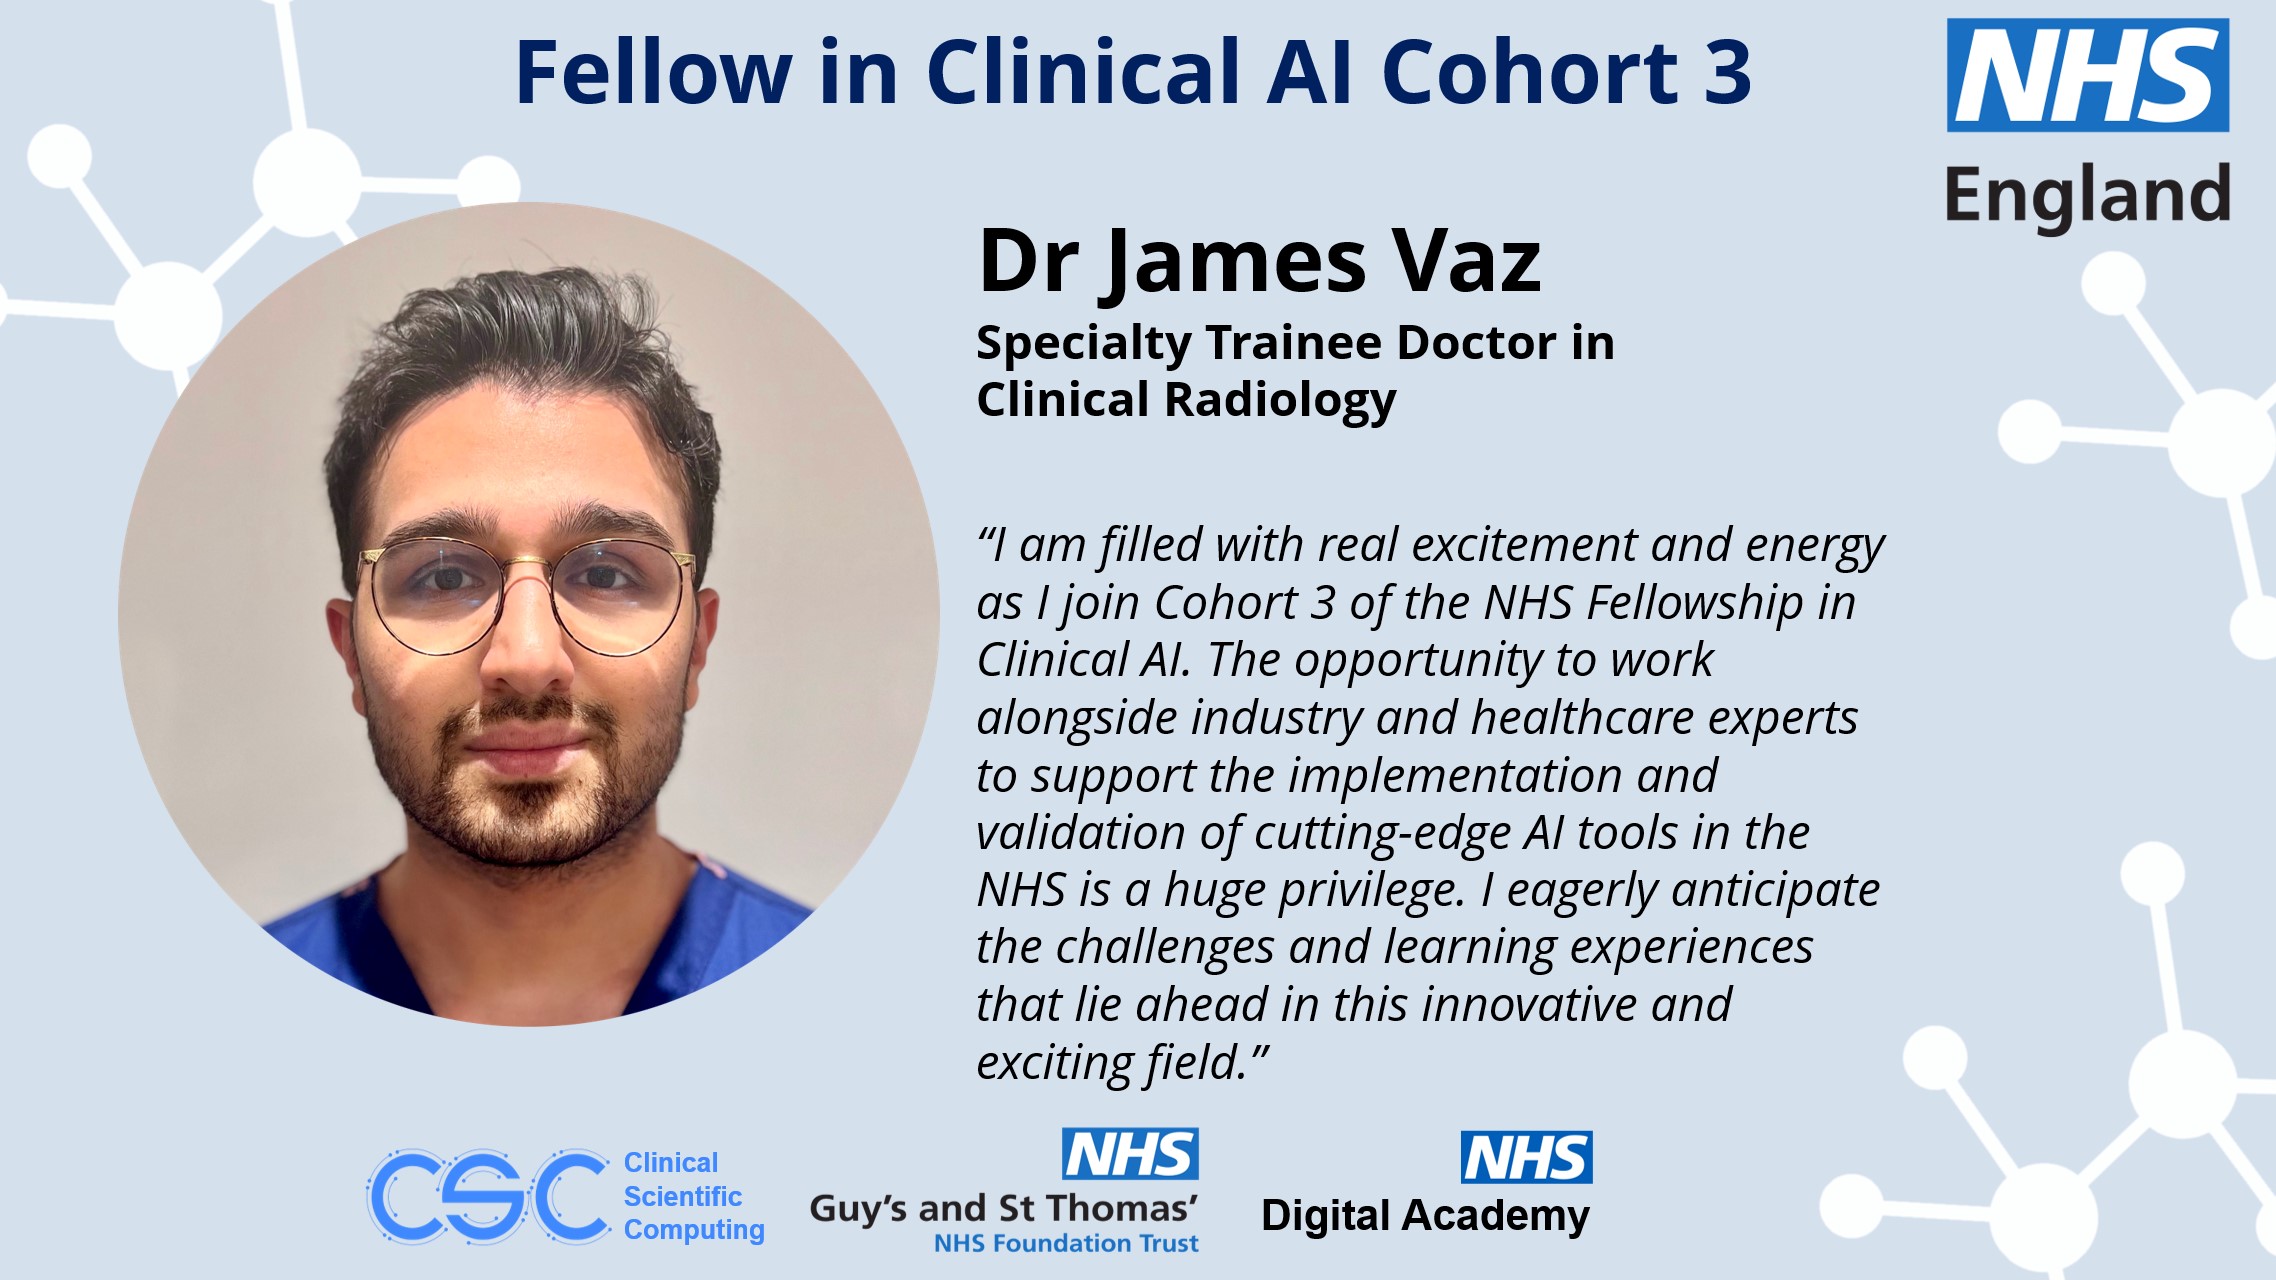 Fellow in Clinical AI Cohort 3
NHS
England
Dr James Vaz
Specialty Trainee Doctor in
Clinical Radiology
“I am filled with real excitement and energy
as I join Cohort 3 of the NHS Fellowship in
Clinical AI. The opportunity to work
alongside industry and healthcare experts
to support the implementation and
validation of cutting-edge AI tools in the
NHS is a huge privilege. I eagerly anticipate
the challenges and learning experiences
that lie ahead in this innovative and
exciting field.”
CSC
Clinical
Scientific
Computing
NHS
Guy’s and St Thomas’
NHS Foundation Trust
NHS
Digital Academy